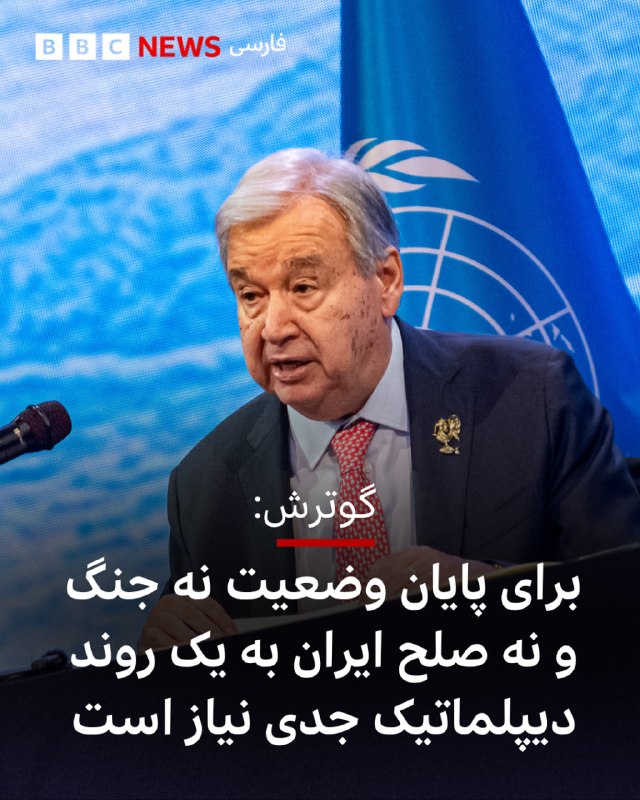 BBC NEWS فارسی
گوترش:
برای پایان وضعیت نه جنگ
و نه صلح ایران به یک روند
دیپلماتیک جدی نیاز است